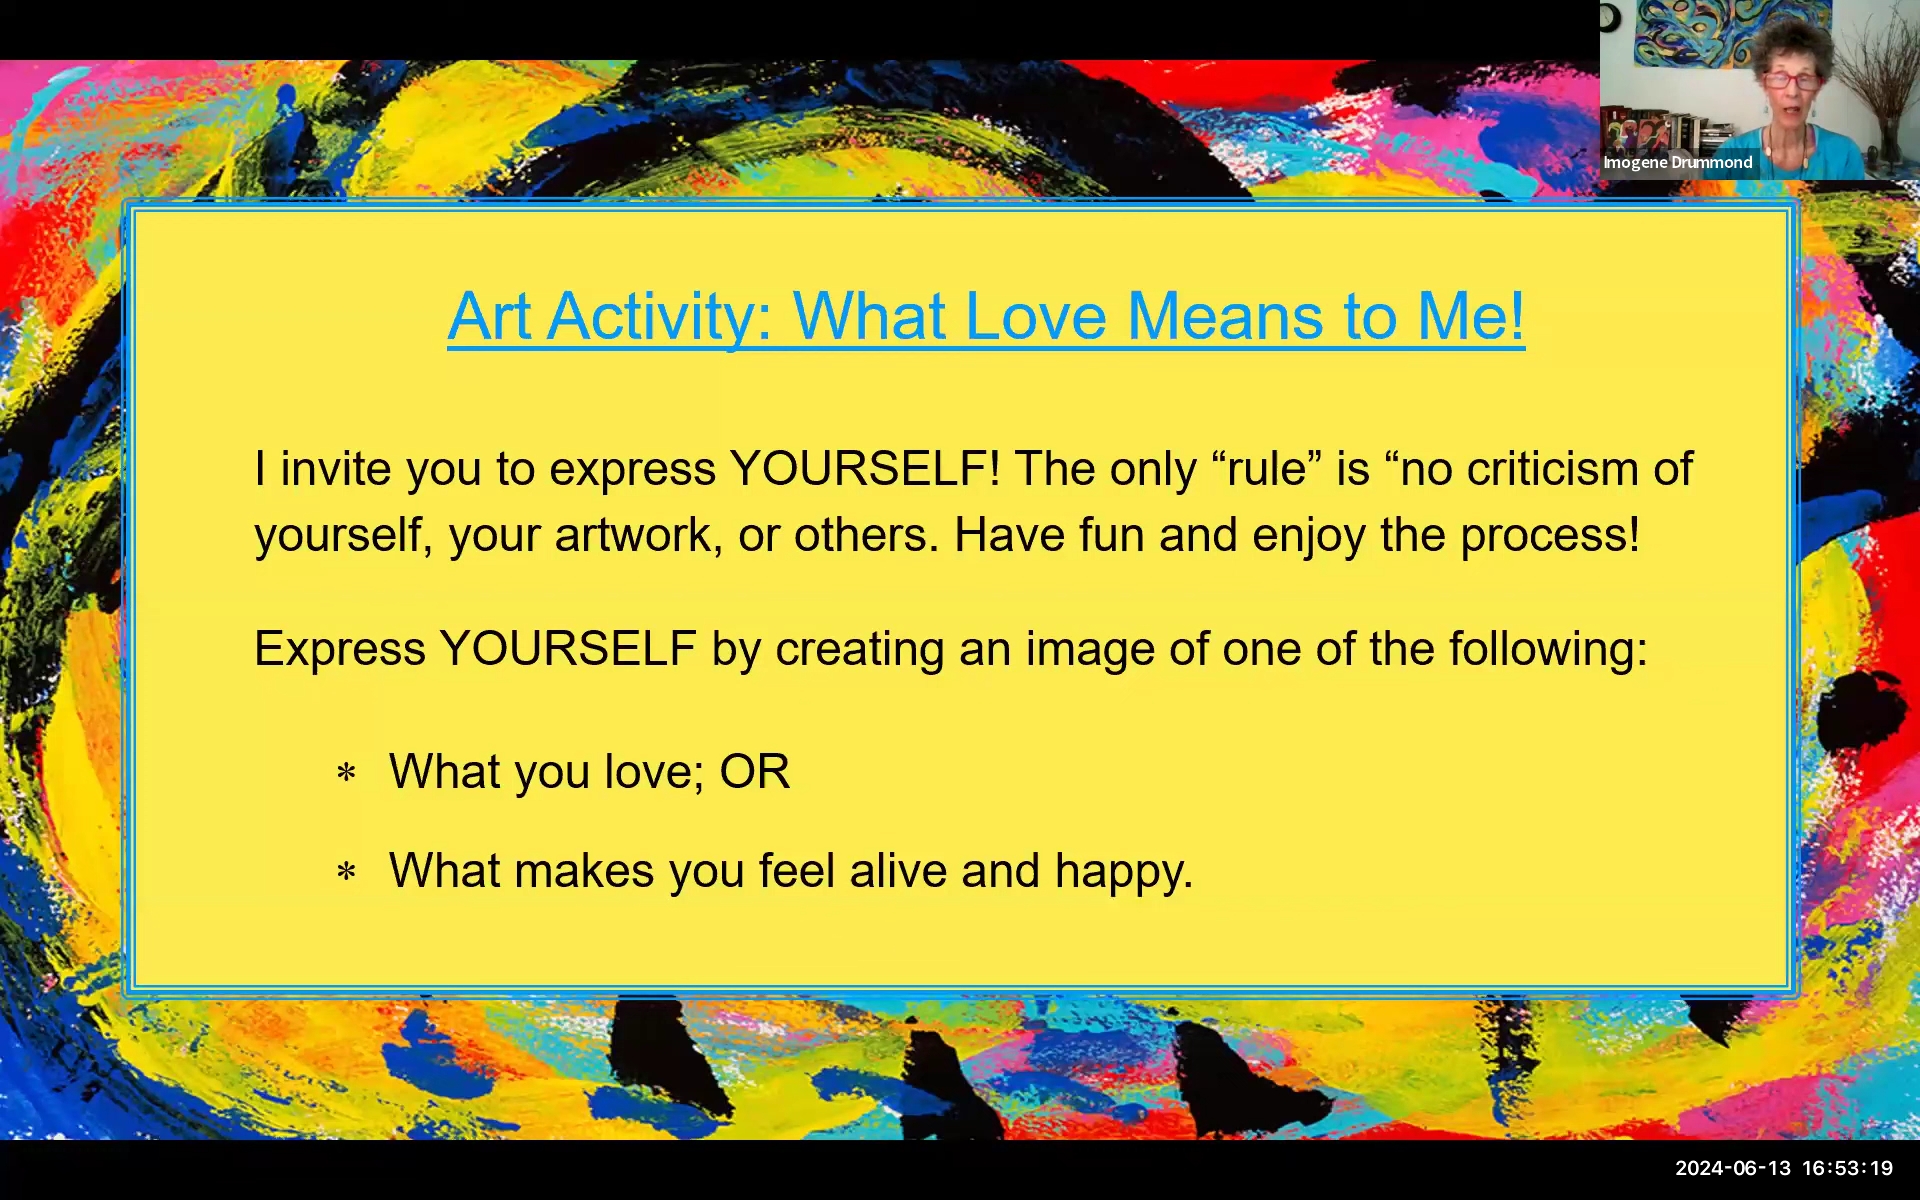 Imogene Drummond
Art Activity: What Love Means to Me!
I invite you to express YOURSELF! The only “rule” is “no criticism of
yourself, your artwork, or others. Have fun and enjoy the process!
Express YOURSELF by creating an image of one of the following:
* What you love; OR
* What makes you feel alive and happy.
2024-06-13 16:53:19